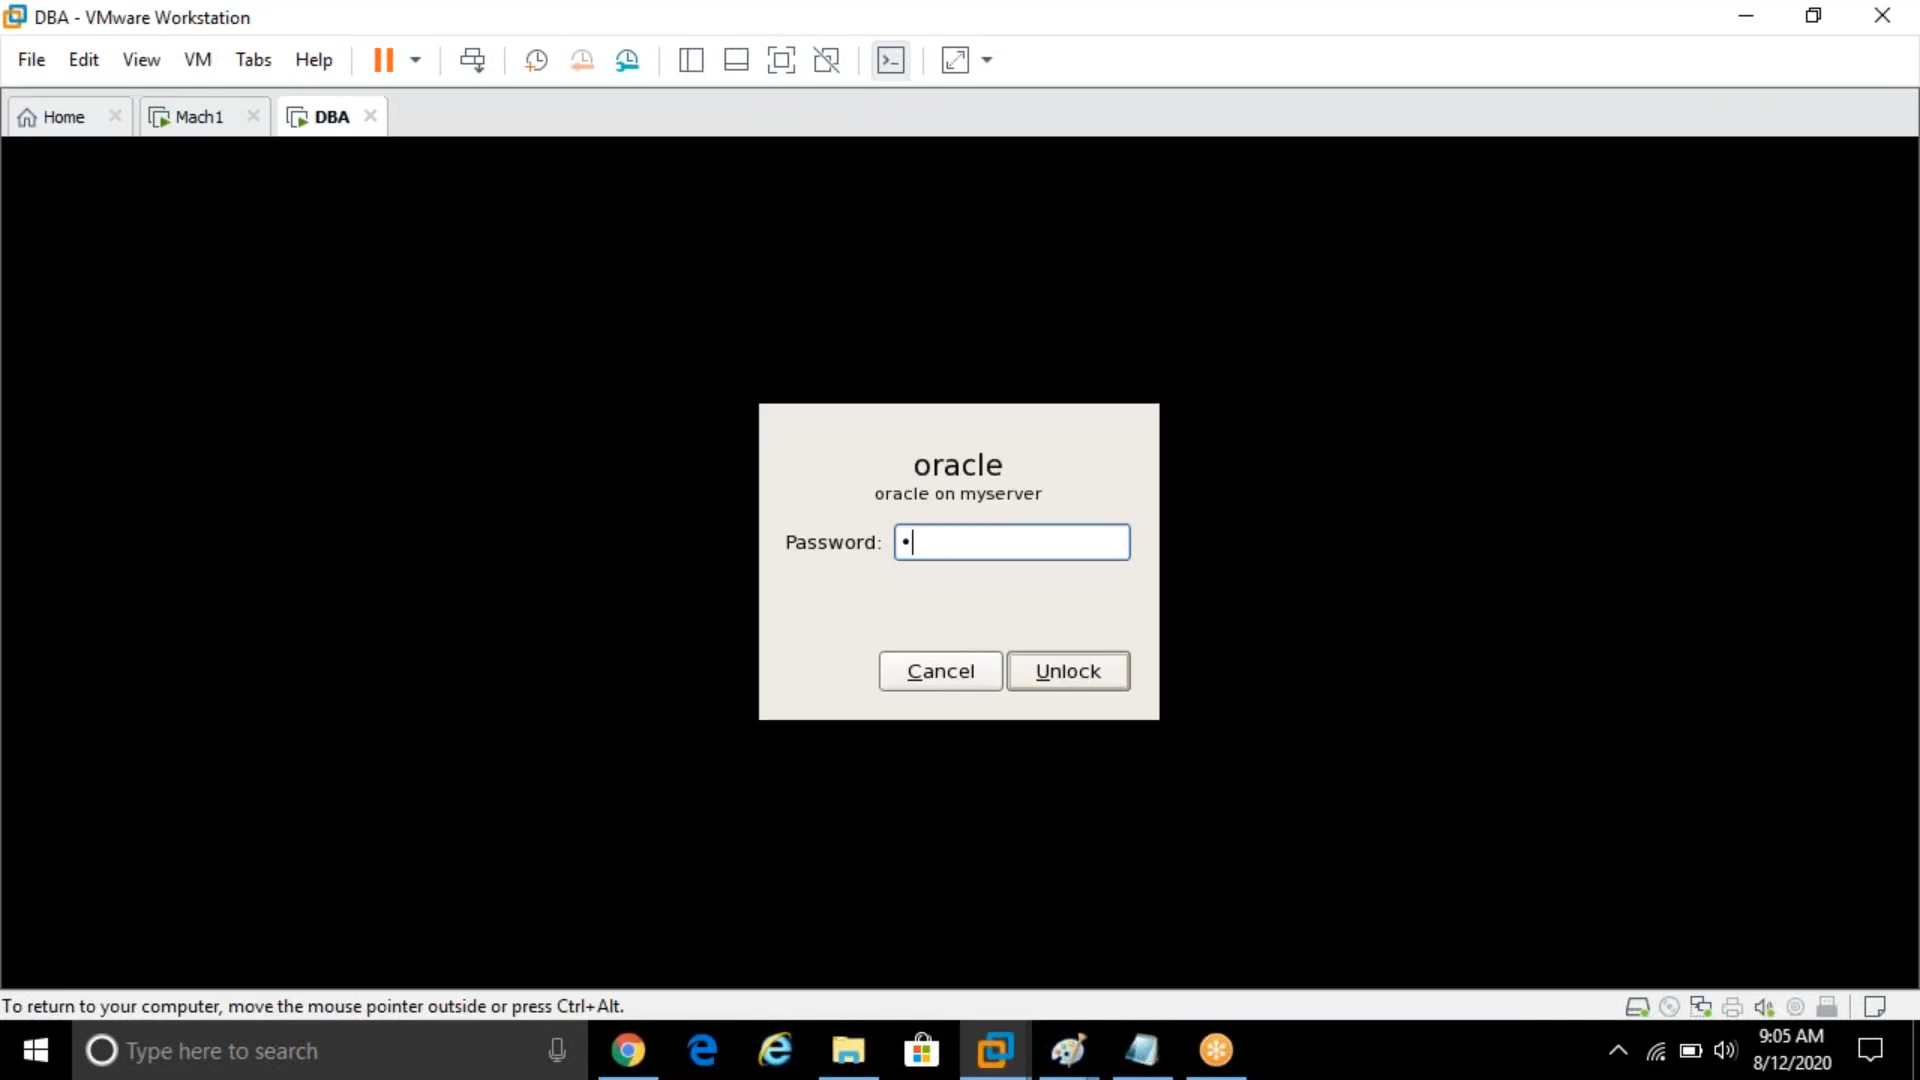 DBA - VMware Workstation
File Edit View VM Tabs Help
Home Mach1 DBA
oracle
oracle on myserver
Password: •
Cancel Unlock
To return to your computer, move the mouse pointer outside or press Ctrl+Alt.
Type here to search
9:05 AM
8/12/2020